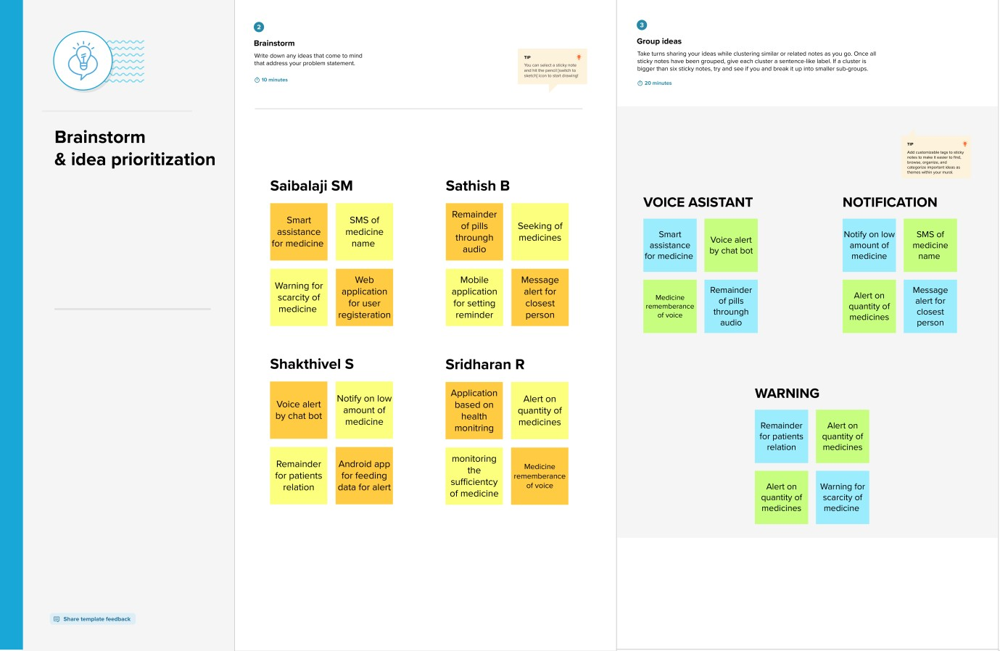 Brainstorm
& idea prioritization
Share template feedback
2
Brainstorm
Write down any ideas that come to mind
that address your problem statement.
10 minutes
TIP
You can select a sticky note
and hit the pencil [switch to
sketch] icon to start drawing!
Saibalaji SM
Smart
assistance
for medicine
SMS of
medicine
name
Warning for
scarcity of
medicine
Web
application
for user
registeration
Sathish B
Remainder
of pills
throungh
audio
Seeking of
medicines
Mobile
application
for setting
reminder
Message
alert for
closest
person
Shakthivel S
Voice alert
by chat bot
Notify on low
amount of
medicine
Remainder
for patients
relation
Android app
for feeding
data for alert
Sridharan R
Application
based on
health
monitring
Alert on
quantity of
medicines
monitoring
the
sufficientcy
of medicine
Medicine
rememberance
of voice
3
Group ideas
Take turns sharing your ideas while clustering similar or related notes as you go. Once all
sticky notes have been grouped, give each cluster a sentence-like label. If a cluster is
bigger than six sticky notes, try and see if you and break it up into smaller sub-groups.
20 minutes
TIP
Add customizable tags to sticky
notes to make it easier to find,
browse, organize, and
categorize important ideas as
themes within your mural.
VOICE ASISTANT
Smart
assistance
for medicine
Voice alert
by chat bot
Medicine
rememberance
of voice
Remainder
of pills
throungh
audio
NOTIFICATION
Notify on low
amount of
medicine
SMS of
medicine
name
Alert on
quantity of
medicines
Message
alert for
closest
person
WARNING
Remainder
for patients
relation
Alert on
quantity of
medicines
Alert on
quantity of
medicines
Warning for
scarcity of
medicine